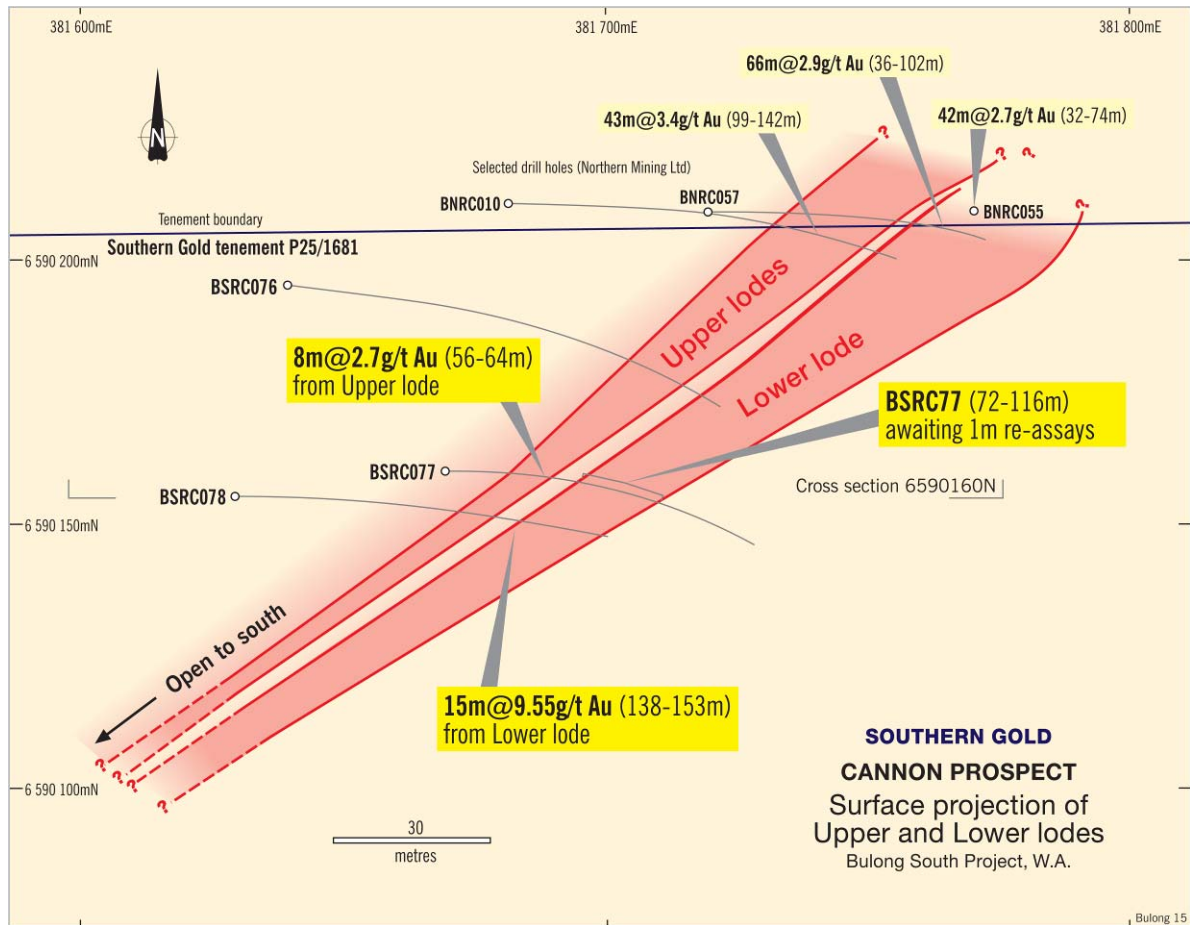 381 600mE
381 700mE
381 800mE
66m@2.9g/t Au (36-102m)
43m@3.4g/t Au (99-142m)
42m@2.7g/t Au (32-74m)
N
Selected drill holes (Northern Mining Ltd)
BNRC010
BNRC057
BNRC055
?
?
?
?
Tenement boundary
Southern Gold tenement P25/1681
6 590 200mN
BSRC076
Upper lodes
8m@2.7g/t Au (56-64m)
from Upper lode
Lower lode
BSRC77 (72-116m)
awaiting 1m re-assays
BSRC077
BSRC078
Cross section 6590160N
6 590 150mN
Open to south
15m@9.55g/t Au (138-153m)
from Lower lode
?
?
?
?
6 590 100mN
SOUTHERN GOLD
CANNON PROSPECT
Surface projection of
Upper and Lower lodes
Bulong South Project, W.A.
30
metres
Bulong 15